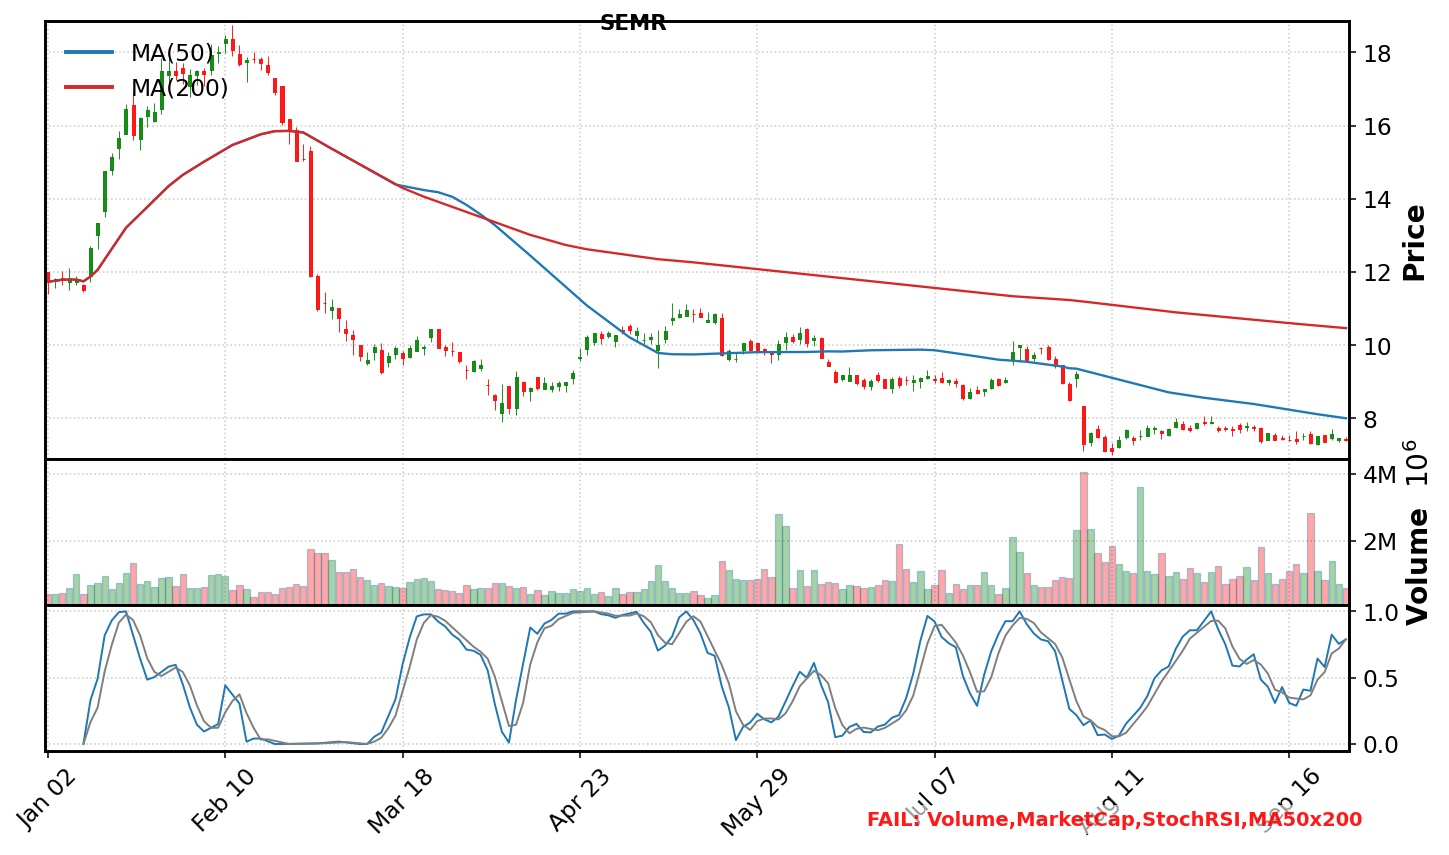 SEMR
MA(50)
MA(200)
18
16
14
12
10
8
Price
4M
2M
Volume 10^6
1.0
0.5
0.0
Jan 02
Feb 10
Mar 18
Apr 23
May 29
Jul 07
Aug 11
Sep 16
FAIL: Volume,MarketCap,StochRSI,MA50x200